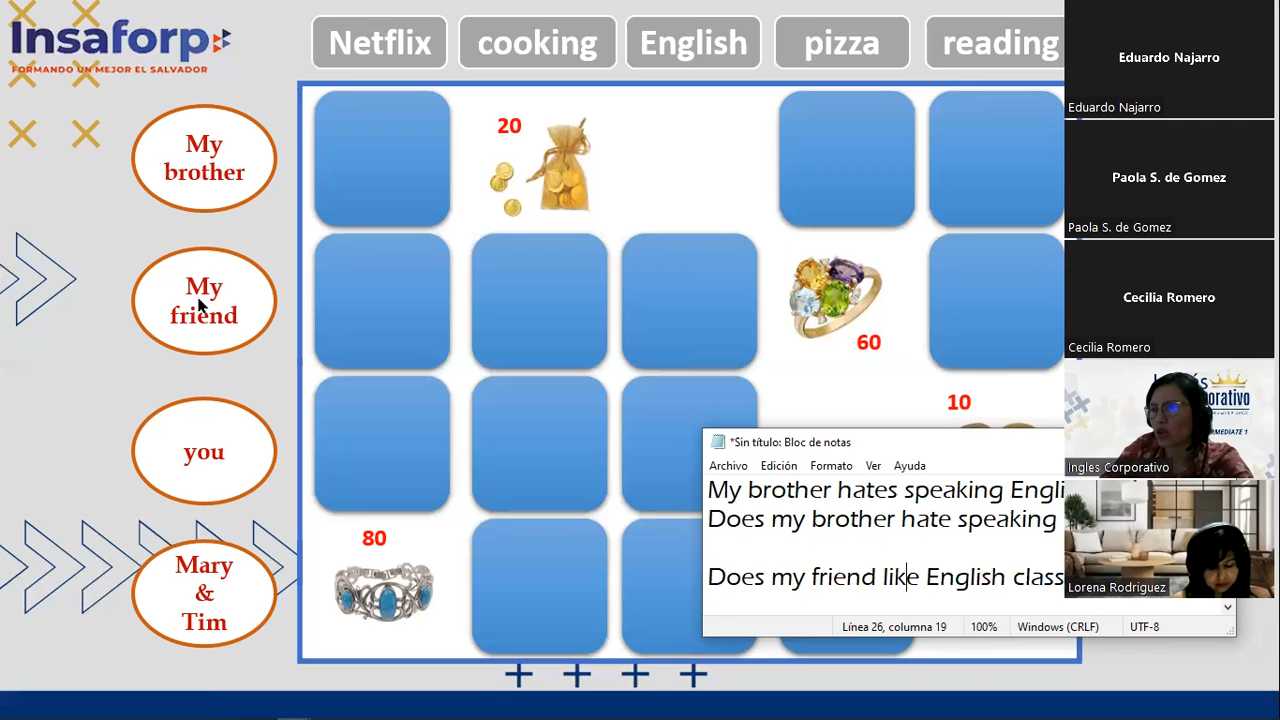 Insaforp
FORMANDO UN MEJOR EL SALVADOR
Netflix
cooking
English
pizza
reading
My
brother
20
My
friend
60
you
10
Mary
&
Tim
80
*Sin título: Bloc de notas
Archivo Edición Formato Ver Ayuda
My brother hates speaking Engli
Does my brother hate speaking
Does my friend like English class
Línea 26, columna 19 100% Windows (CRLF) UTF-8
Eduardo Najarro
Eduardo Najarro
Paola S. de Gomez
Paola S. de Gomez
Cecilia Romero
Cecilia Romero
Ingles Corporativo
Lorena Rodriguez